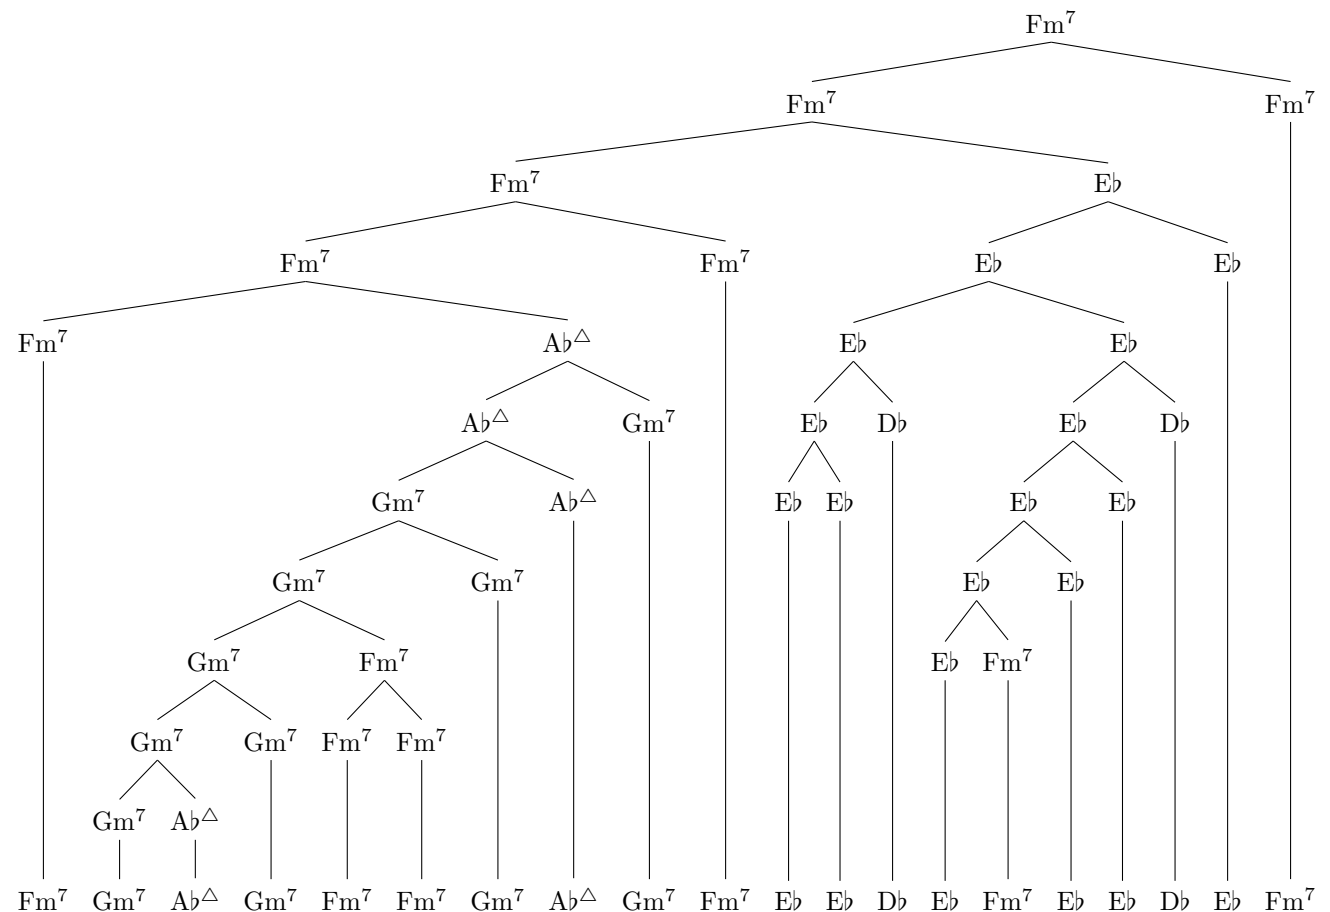 Fm⁷
Fm⁷ Fm⁷
Fm⁷ E♭
Fm⁷ Fm⁷ E♭ E♭
Fm⁷ A♭△ E♭ E♭
A♭△ Gm⁷ E♭ D♭ E♭ D♭
Gm⁷ A♭△ E♭ E♭ E♭ E♭
Gm⁷ Gm⁷ E♭ E♭
Gm⁷ Fm⁷ E♭ Fm⁷
Gm⁷ Gm⁷ Fm⁷ Fm⁷
Gm⁷ A♭△
Fm⁷ Gm⁷ A♭△ Gm⁷ Fm⁷ Fm⁷ Gm⁷ A♭△ Gm⁷ Fm⁷ E♭ E♭ D♭ E♭ Fm⁷ E♭ E♭ D♭ E♭ Fm⁷